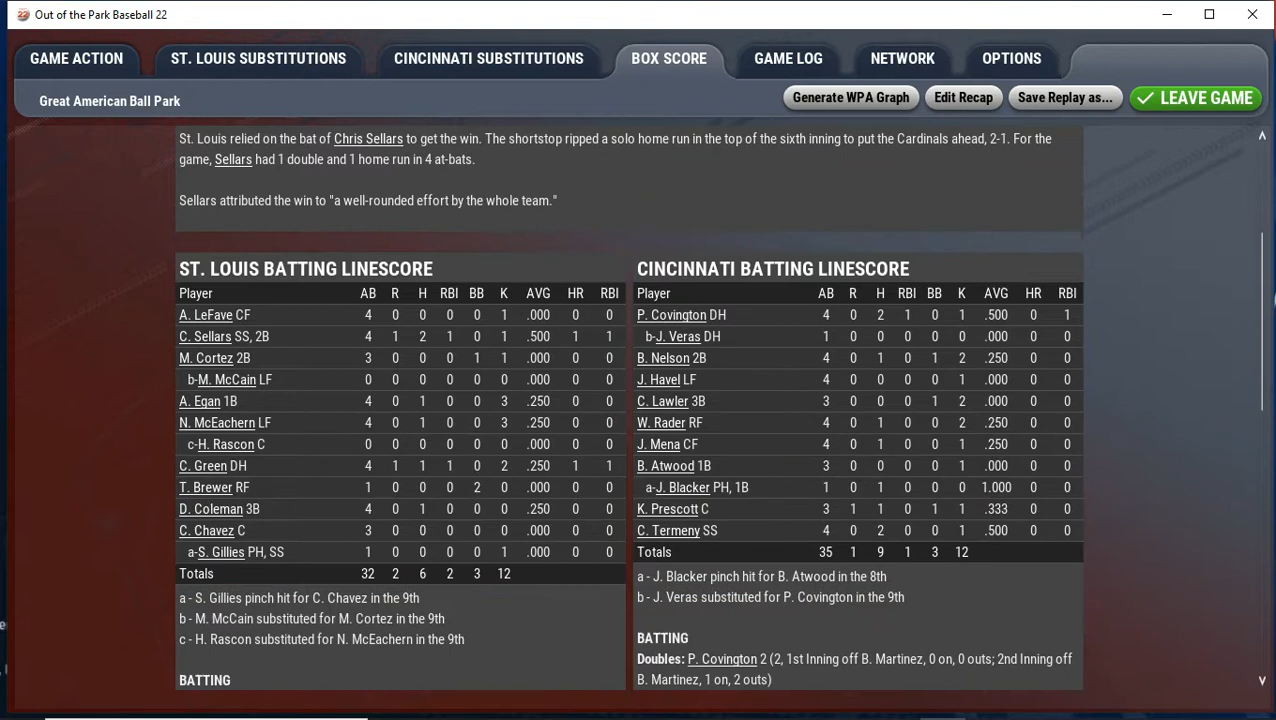 Out of the Park Baseball 22
GAME ACTION ST. LOUIS SUBSTITUTIONS CINCINNATI SUBSTITUTIONS BOX SCORE GAME LOG NETWORK OPTIONS
Great American Ball Park Generate WPA Graph Edit Recap Save Replay as... LEAVE GAME
St. Louis relied on the bat of Chris Sellars to get the win. The shortstop ripped a solo home run in the top of the sixth inning to put the Cardinals ahead, 2-1. For the
game, Sellars had 1 double and 1 home run in 4 at-bats.
Sellars attributed the win to "a well-rounded effort by the whole team."
ST. LOUIS BATTING LINESCORE
Player AB R H RBI BB K AVG HR RBI
A. LeFave CF 4 0 0 0 0 1 .000 0 0
C. Sellars SS, 2B 4 1 2 1 0 1 .500 1 1
M. Cortez 2B 3 0 0 0 1 1 .000 0 0
b-M. McCain LF 0 0 0 0 0 0 .000 0 0
A. Egan 1B 4 0 1 0 0 3 .250 0 0
N. McEachern LF 4 0 1 0 0 3 .250 0 0
c-H. Rascon C 0 0 0 0 0 0 .000 0 0
C. Green DH 4 1 1 1 0 2 .250 1 1
T. Brewer RF 1 0 0 0 2 0 .000 0 0
D. Coleman 3B 4 0 1 0 0 0 .250 0 0
C. Chavez C 3 0 0 0 0 0 .000 0 0
a-S. Gillies PH, SS 1 0 0 0 0 1 .000 0 0
Totals 32 2 6 2 3 12
a - S. Gillies pinch hit for C. Chavez in the 9th
b - M. McCain substituted for M. Cortez in the 9th
c - H. Rascon substituted for N. McEachern in the 9th
BATTING
CINCINNATI BATTING LINESCORE
Player AB R H RBI BB K AVG HR RBI
P. Covington DH 4 0 2 1 0 1 .500 0 1
b-J. Veras DH 1 0 0 0 0 0 .000 0 0
B. Nelson 2B 4 0 1 0 1 2 .250 0 0
J. Havel LF 4 0 0 0 0 1 .000 0 0
C. Lawler 3B 3 0 0 0 1 2 .000 0 0
W. Rader RF 4 0 1 0 0 2 .250 0 0
J. Mena CF 4 0 1 0 0 1 .250 0 0
B. Atwood 1B 3 0 0 0 0 1 .000 0 0
a-J. Blacker PH, 1B 1 0 1 0 0 0 1.000 0 0
K. Prescott C 3 1 1 0 1 1 .333 0 0
C. Termeny SS 4 0 2 0 0 1 .500 0 0
Totals 35 1 9 1 3 12
a - J. Blacker pinch hit for B. Atwood in the 8th
b - J. Veras substituted for P. Covington in the 9th
BATTING
Doubles: P. Covington 2 (2, 1st Inning off B. Martinez, 0 on, 0 outs; 2nd Inning off
B. Martinez, 1 on, 2 outs)